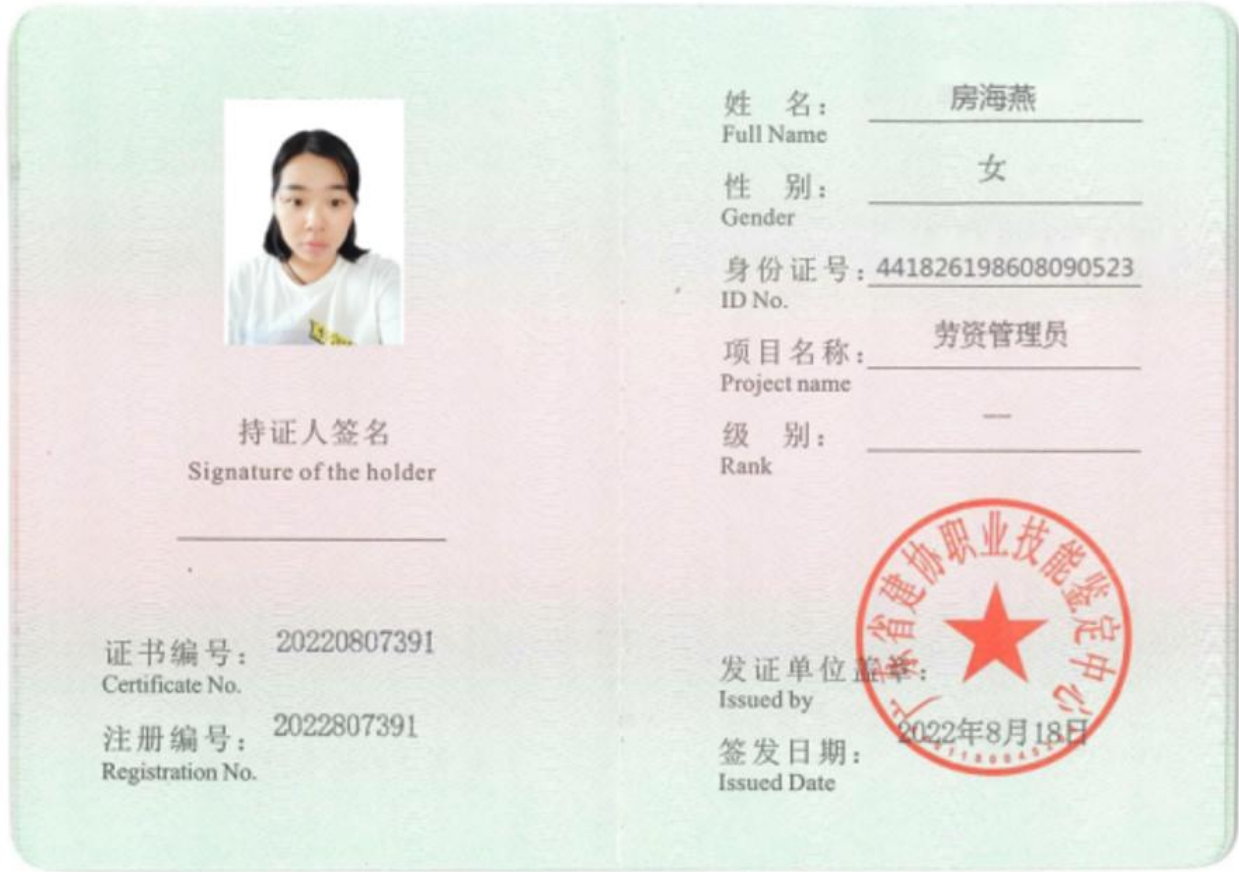 持证人签名
Signature of the holder
证书编号: 20220807391
Certificate No.
注册编号: 2022807391
Registration No.
姓 名: 房海燕
Full Name
性 别: 女
Gender
身份证号: 441826198608090523
ID No.
项目名称: 劳资管理员
Project name
级 别: —
Rank
广东省建协职业技能鉴定中心
发证单位盖章:
Issued by
签发日期: 2022年8月18日
Issued Date